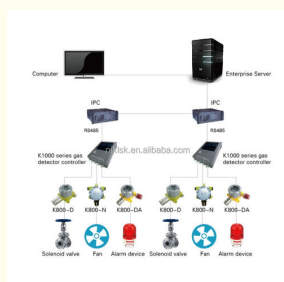 Computer
Enterprise Server
IPC
IPC
RS485
RS485
K1000 series gas
detector controller
K1000 series gas
detector controller
K800-D
K800-N
K800-DA
K800-D
K800-N
K800-DA
Solenoid valve
Fan
Alarm device
Solenoid valve
Fan
Alarm device